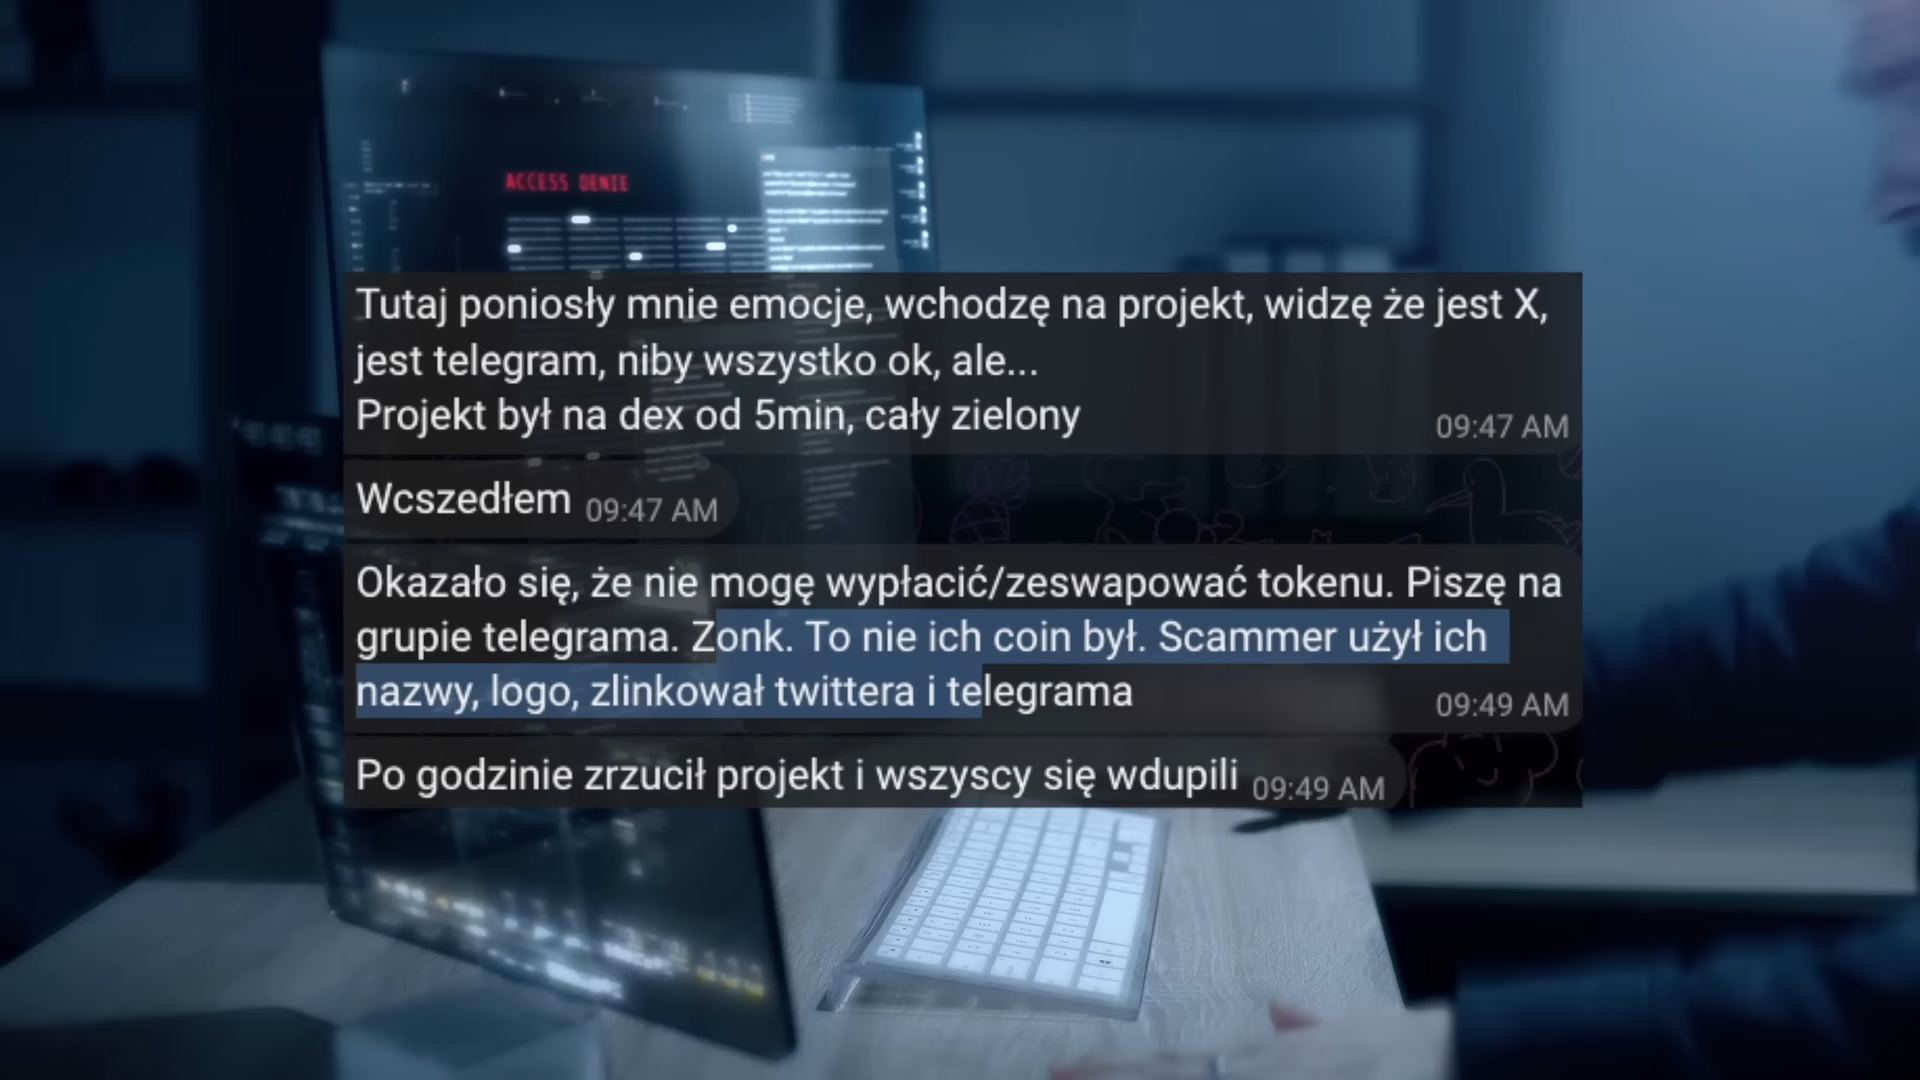 ACCESS DENIE
Tutaj poniosły mnie emocje, wchodzę na projekt, widzę że jest X,
jest telegram, niby wszystko ok, ale...
Projekt był na dex od 5min, cały zielony
09:47 AM
Wcszedłem 09:47 AM
Okazało się, że nie mogę wypłacić/zeswapować tokenu. Piszę na
grupie telegrama. Zonk. To nie ich coin był. Scammer użył ich
nazwy, logo, zlinkował twittera i telegrama
09:49 AM
Po godzinie zrzucił projekt i wszyscy się wdupili 09:49 AM